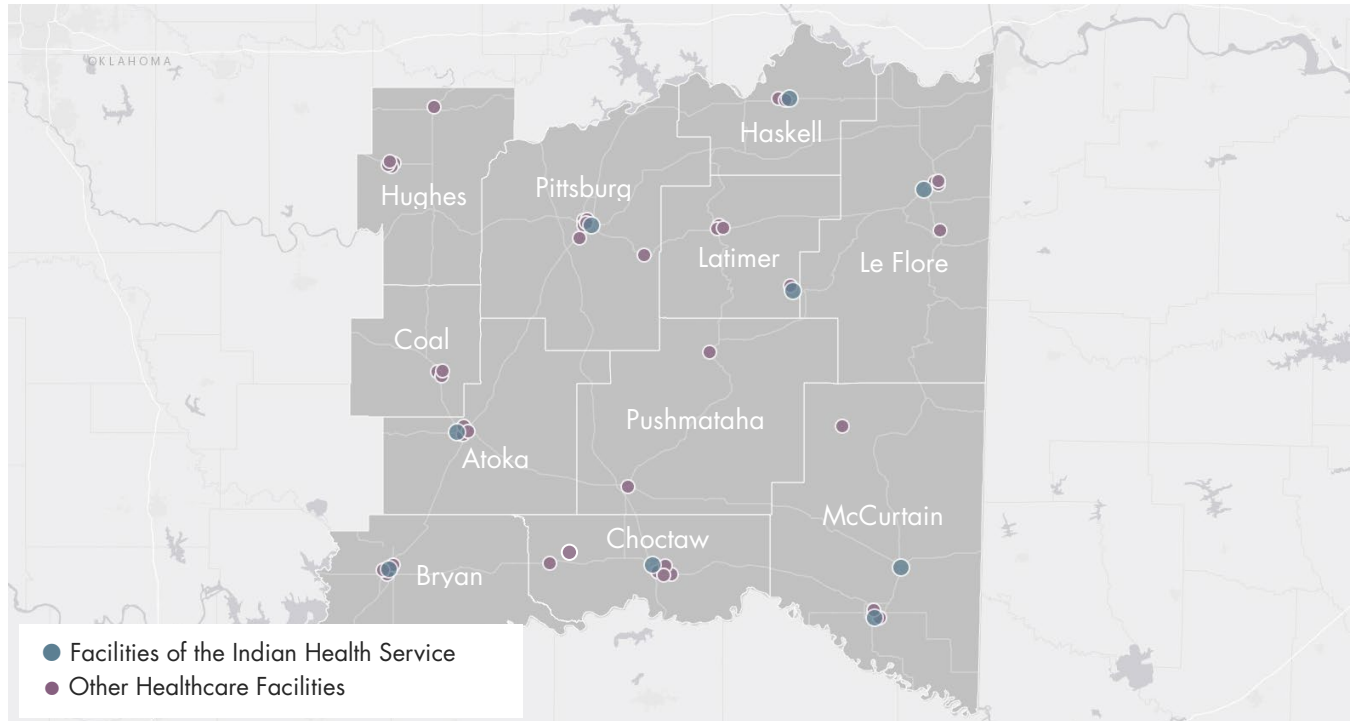 OKLAHOMA
Haskell
Hughes
Pittsburg
Latimer
Le Flore
Coal
Pushmataha
Atoka
McCurtain
Choctaw
Bryan
Facilities of the Indian Health Service
Other Healthcare Facilities